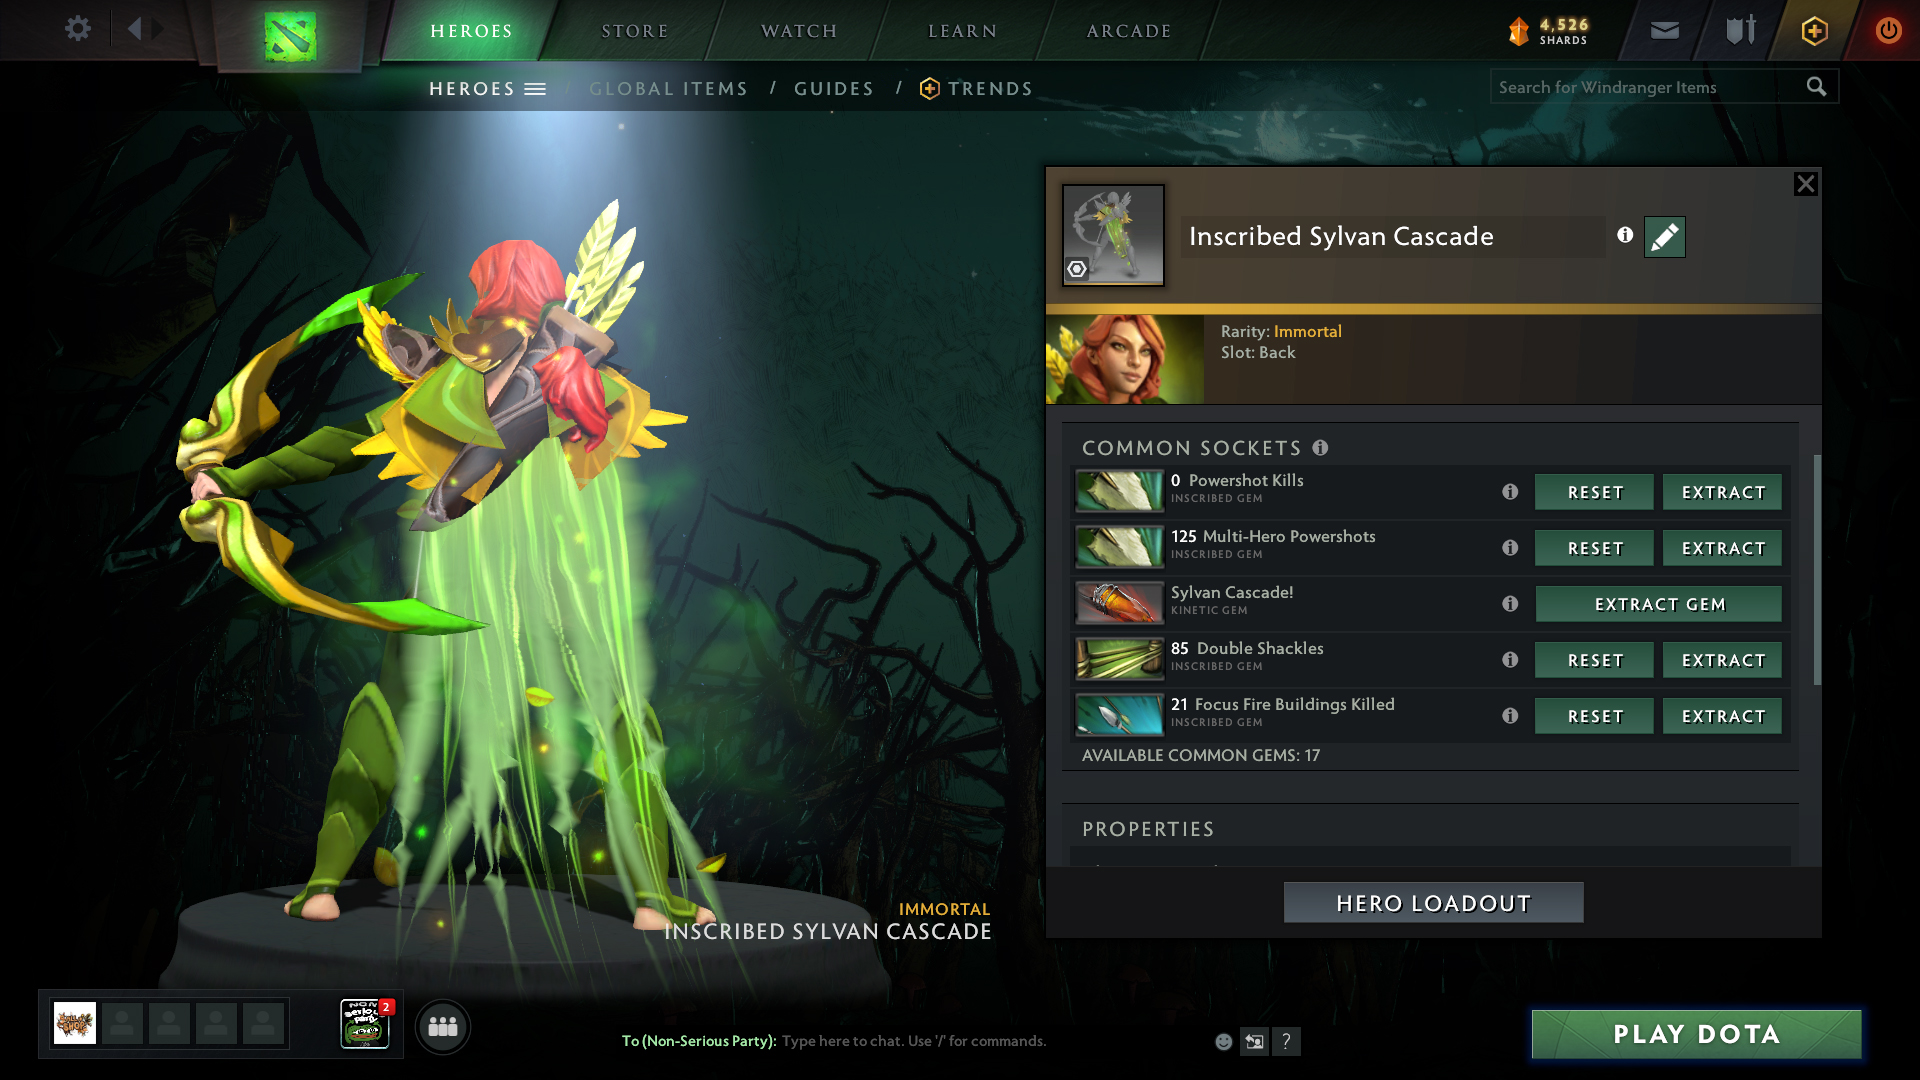 HEROES
STORE
WATCH
LEARN
ARCADE
4,526
SHARDS
HEROES / GLOBAL ITEMS / GUIDES / TRENDS
Search for Windranger Items
Inscribed Sylvan Cascade
Rarity: Immortal
Slot: Back
COMMON SOCKETS
0 Powershot Kills
INSCRIBED GEM
RESET
EXTRACT
125 Multi-Hero Powershots
INSCRIBED GEM
RESET
EXTRACT
Sylvan Cascade!
KINETIC GEM
EXTRACT GEM
85 Double Shackles
INSCRIBED GEM
RESET
EXTRACT
21 Focus Fire Buildings Killed
INSCRIBED GEM
RESET
EXTRACT
AVAILABLE COMMON GEMS: 17
PROPERTIES
HERO LOADOUT
IMMORTAL
INSCRIBED SYLVAN CASCADE
NON
serious
party
2
To (Non-Serious Party): Type here to chat. Use '/' for commands.
?
PLAY DOTA